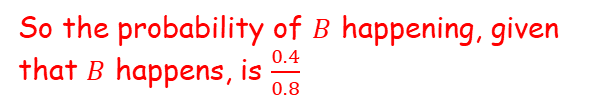 So the probability of B happening, given
that B happens, is 0.4/0.8